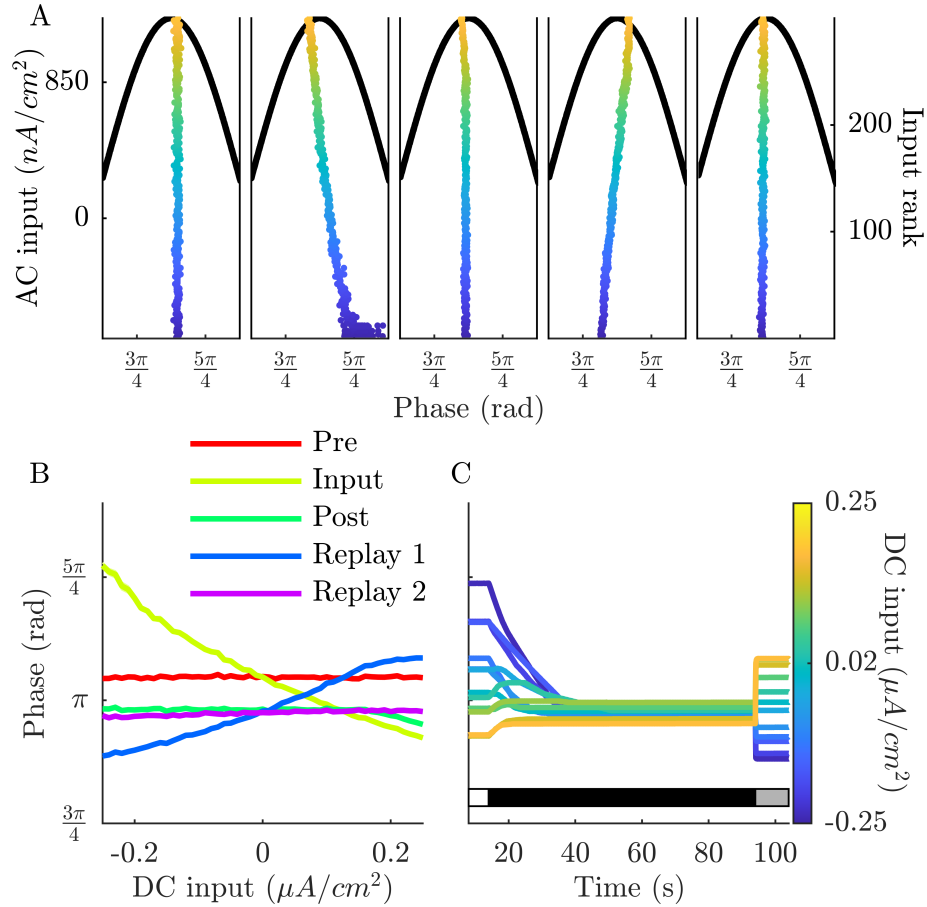 A
AC input (nA/cm²)
850
0
200
100
Input rank
3π/4 5π/4 3π/4 5π/4 3π/4 5π/4 3π/4 5π/4 3π/4 5π/4
Phase (rad)
Pre
Input
Post
Replay 1
Replay 2
B
Phase (rad)
5π/4
π
3π/4
-0.2 0 0.2
DC input (μA/cm²)
C
20 40 60 80 100
Time (s)
0.25
0.02
-0.25
DC input (μA/cm²)